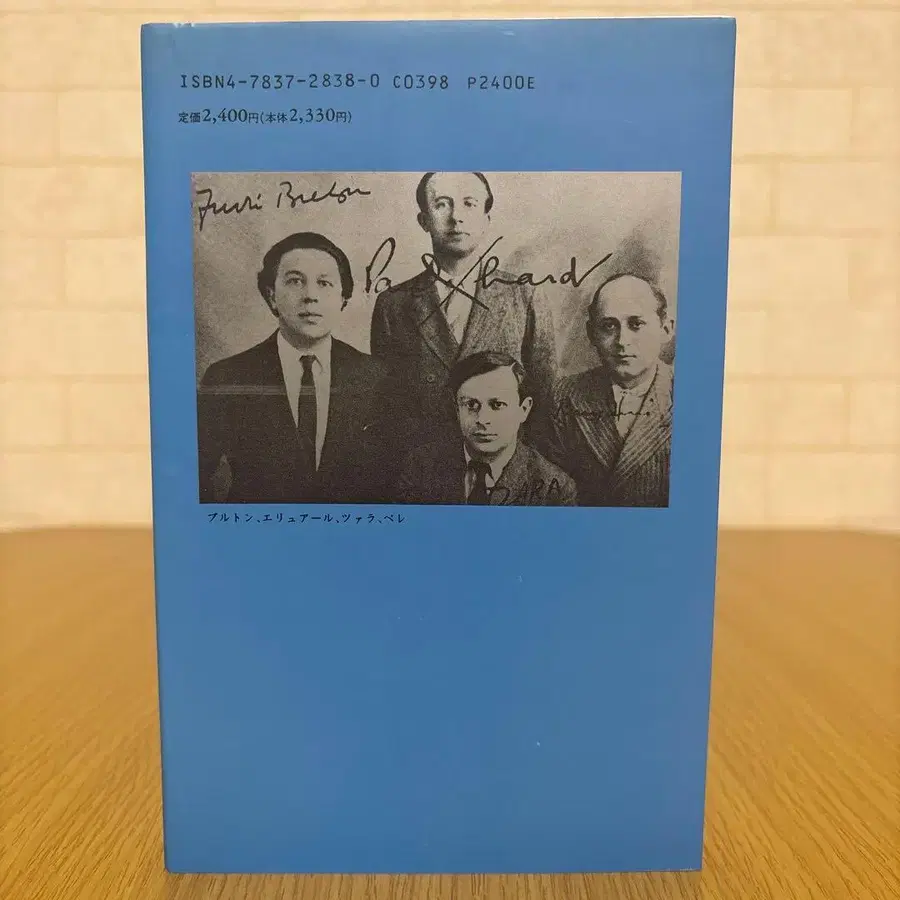 ISBN4-7837-2838-0 C0398 P2400E
定価2,400円(本体2,330円)
André Breton
Paul Eluard
TZARA
ブルトン、エリュアール、ツァラ、ペレ